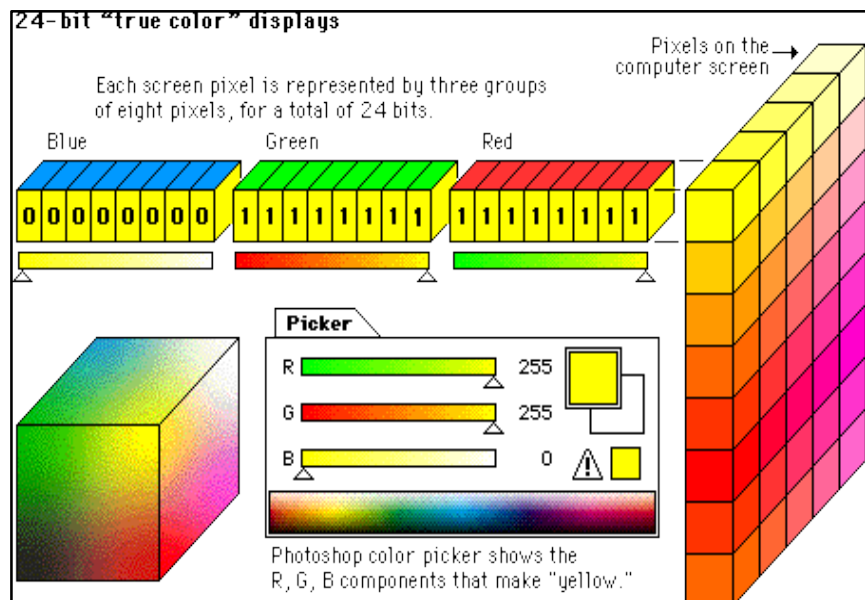 24-bit “true color” displays
Pixels on the
computer screen
Each screen pixel is represented by three groups
of eight pixels, for a total of 24 bits.
Blue Green Red
0 0 0 0 0 0 0 0 1 1 1 1 1 1 1 1 1 1 1 1 1 1 1 1
Picker
R 255
G 255
B 0
Photoshop color picker shows the
R, G, B components that make "yellow."